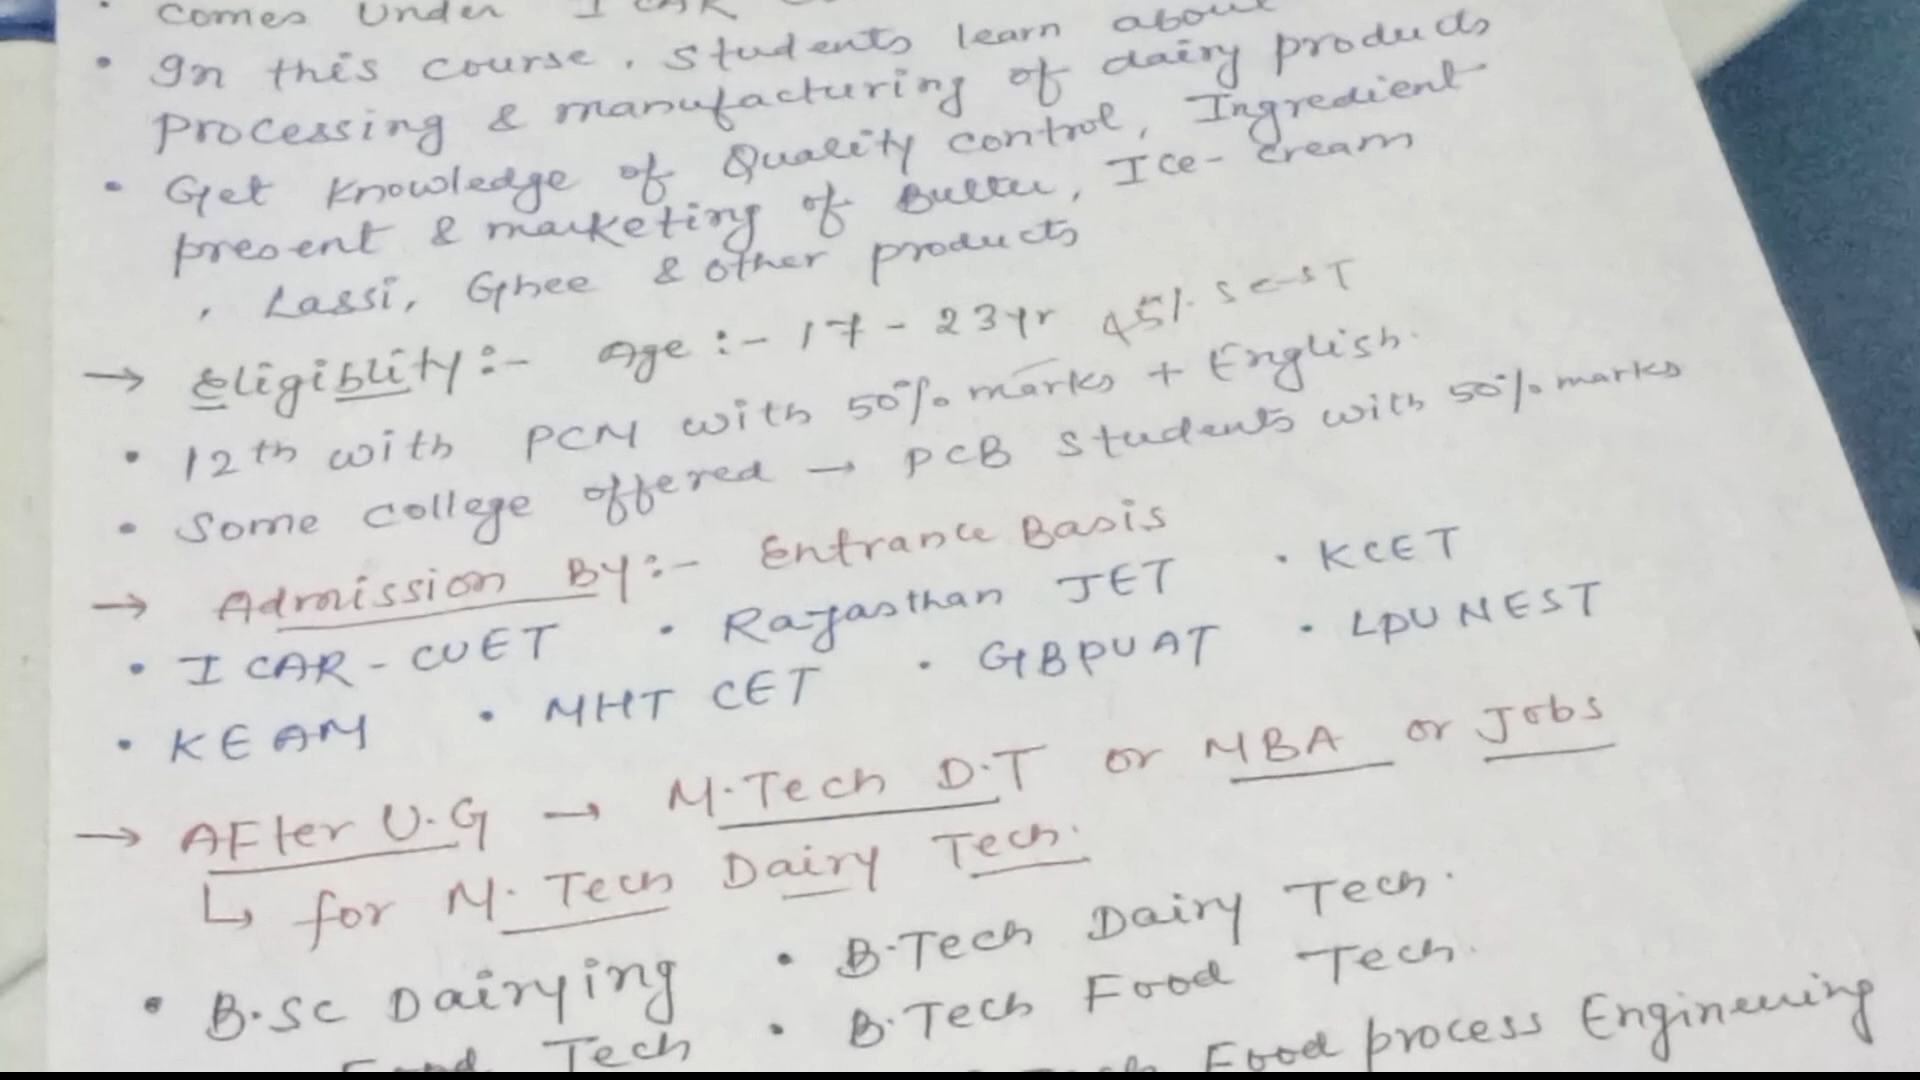 comes under ICAR
• In this course, students learn about
processing & manufacturing of dairy products
• Get knowledge of Quality control, Ingredient
present & marketing of Butter, Ice-cream
, Lassi, Ghee & other products
→ Eligiblity:- Age :- 17 - 23yr 45% SC-ST
• 12th with PCM with 50% marks + English.
• Some college offered → PCB students with 50% marks
→ Admission By:- Entrance Basis
• ICAR-CUET • Rajasthan JET • KCET
• KEAM • MHT CET • GBPUAT • LPU NEST
→ After U.G → M.Tech D.T or MBA or Jobs
↳ for M.Tech Dairy Tech.
• B.Sc Dairying • B.Tech Dairy Tech.
Food Tech • B.Tech Food Tech.
Food process Engineering